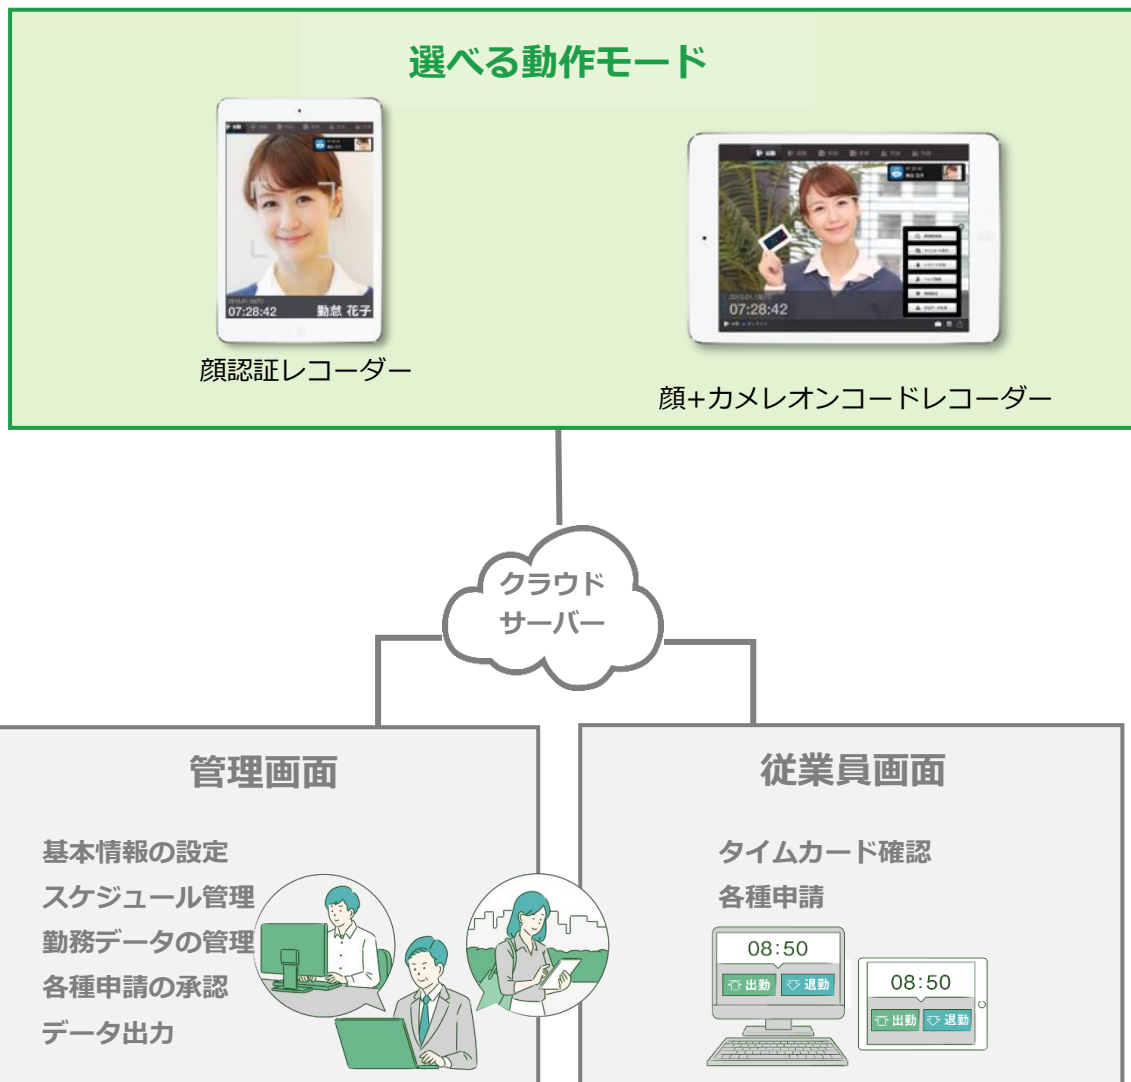 選べる動作モード
07:28:42
勤怠 花子
07:28:42
顔認証レコーダー
顔+カメレオンコードレコーダー
クラウド
サーバー
管理画面
基本情報の設定
スケジュール管理
勤務データの管理
各種申請の承認
データ出力
従業員画面
タイムカード確認
各種申請
08:50
出勤 退勤
08:50
出勤 退勤